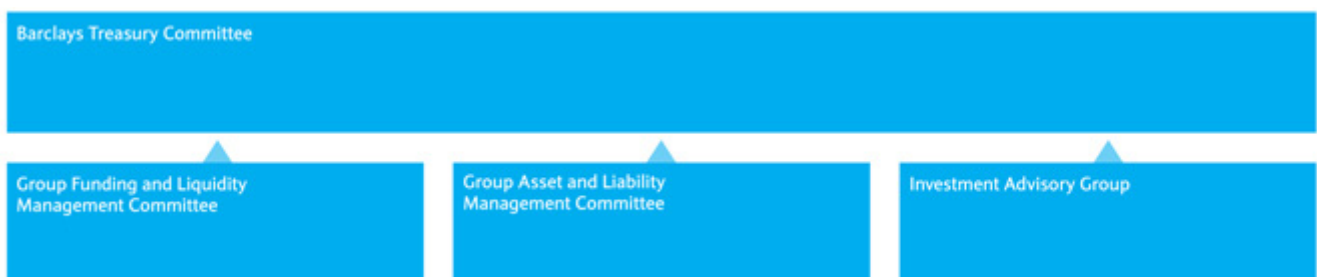 Barclays Treasury Committee
Group Funding and Liquidity
Management Committee
Group Asset and Liability
Management Committee
Investment Advisory Group